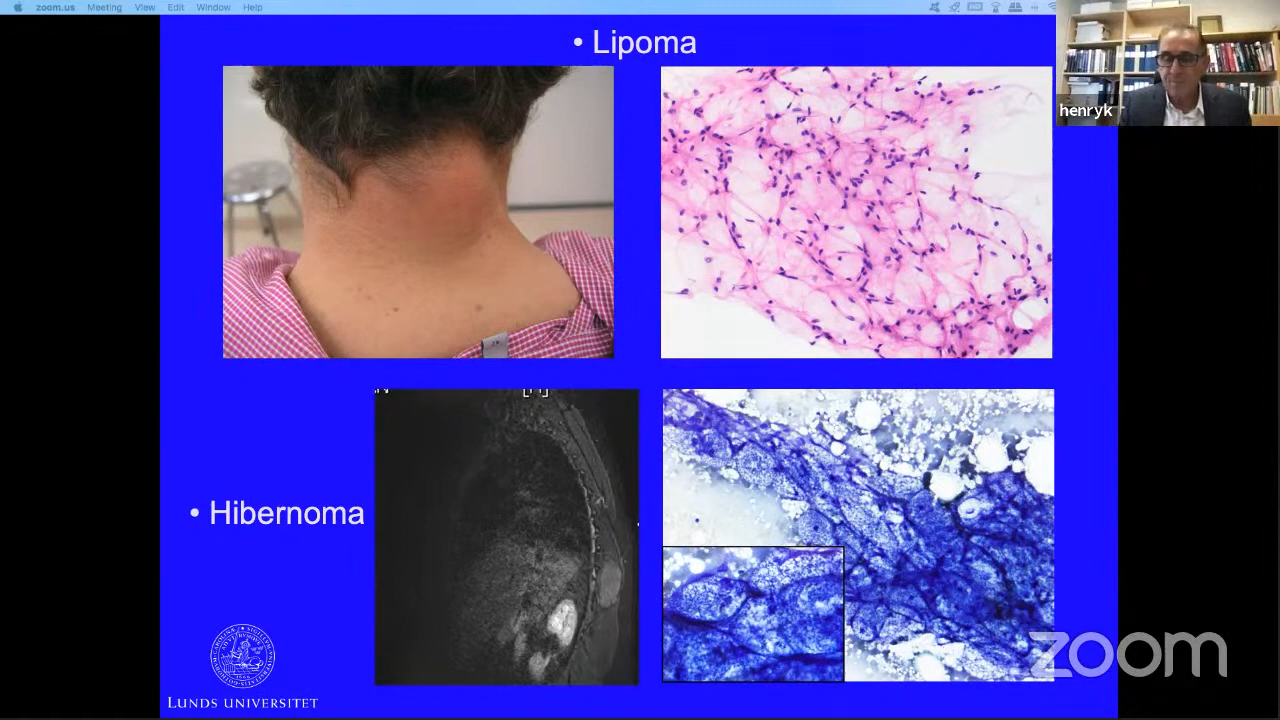 zoom.us Meeting View Edit Window Help
• Lipoma
henryk
• Hibernoma
LUNDS UNIVERSITET
zoom